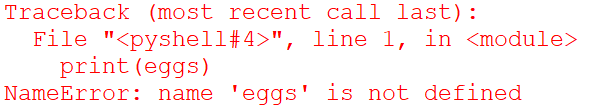 Traceback (most recent call last):
  File "<pyshell#4>", line 1, in <module>
    print(eggs)
NameError: name 'eggs' is not defined